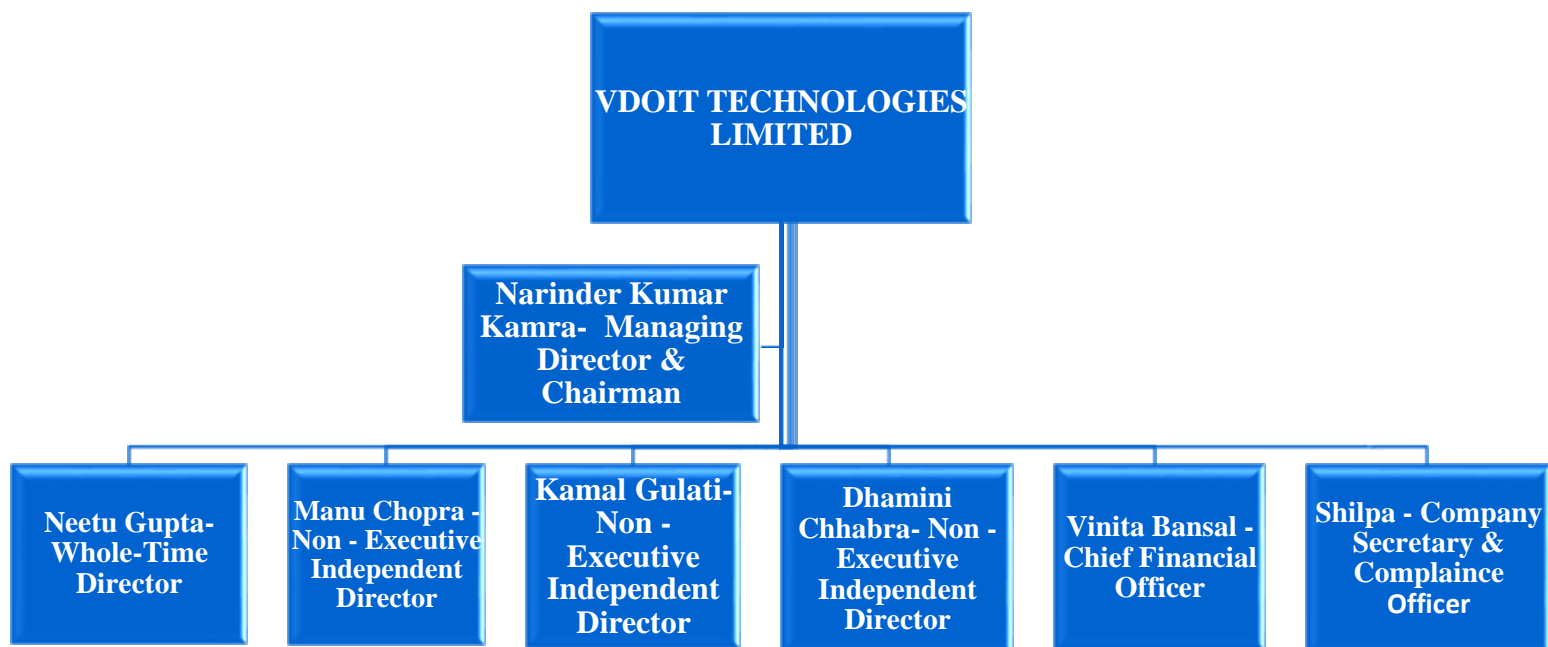 VDOIT TECHNOLOGIES
LIMITED
Narinder Kumar
Kamra- Managing
Director &
Chairman
Neetu Gupta-
Whole-Time
Director
Manu Chopra -
Non - Executive
Independent
Director
Kamal Gulati-
Non -
Executive
Independent
Director
Dhamini
Chhabra- Non -
Executive
Independent
Director
Vinita Bansal -
Chief Financial
Officer
Shilpa - Company
Secretary &
Complaince
Officer